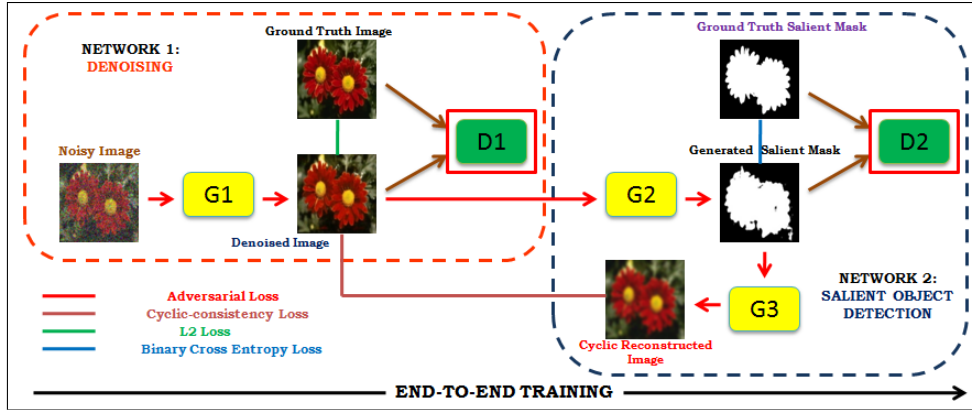 NETWORK 1:
DENOISING
Ground Truth Image
Noisy Image
G1
Denoised Image
D1
Ground Truth Salient Mask
Generated Salient Mask
G2
D2
G3
Cyclic Reconstructed
Image
NETWORK 2:
SALIENT OBJECT
DETECTION
Adversarial Loss
Cyclic-consistency Loss
L2 Loss
Binary Cross Entropy Loss
END-TO-END TRAINING